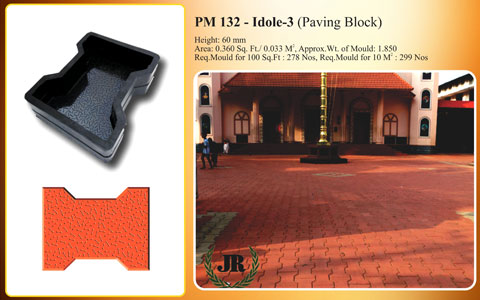 PM 132 - Idole-3 (Paving Block)
Height: 60 mm
Area: 0.360 Sq. Ft./ 0.033 M², Approx.Wt. of Mould: 1.850
Req.Mould for 100 Sq.Ft : 278 Nos, Req.Mould for 10 M² : 299 Nos
JR